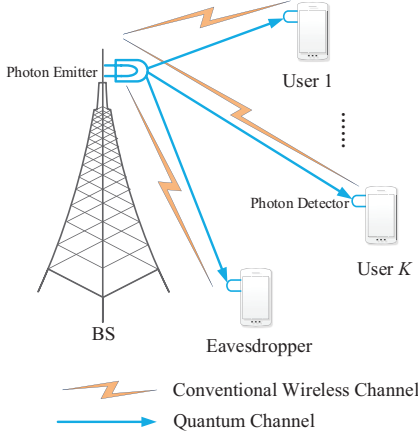 Photon Emitter
User 1
Photon Detector
User K
BS
Eavesdropper
Conventional Wireless Channel
Quantum Channel